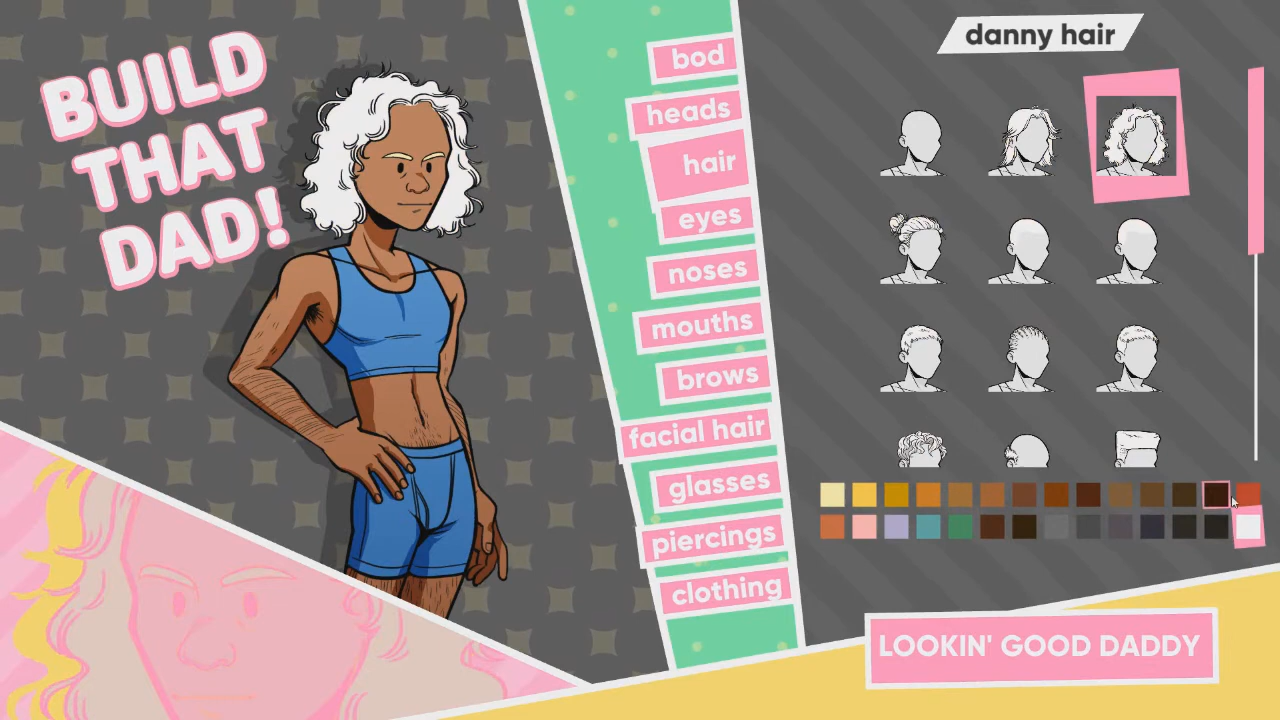 BUILD
THAT
DAD!
bod
heads
hair
eyes
noses
mouths
brows
facial hair
glasses
piercings
clothing
danny hair
LOOKIN' GOOD DADDY